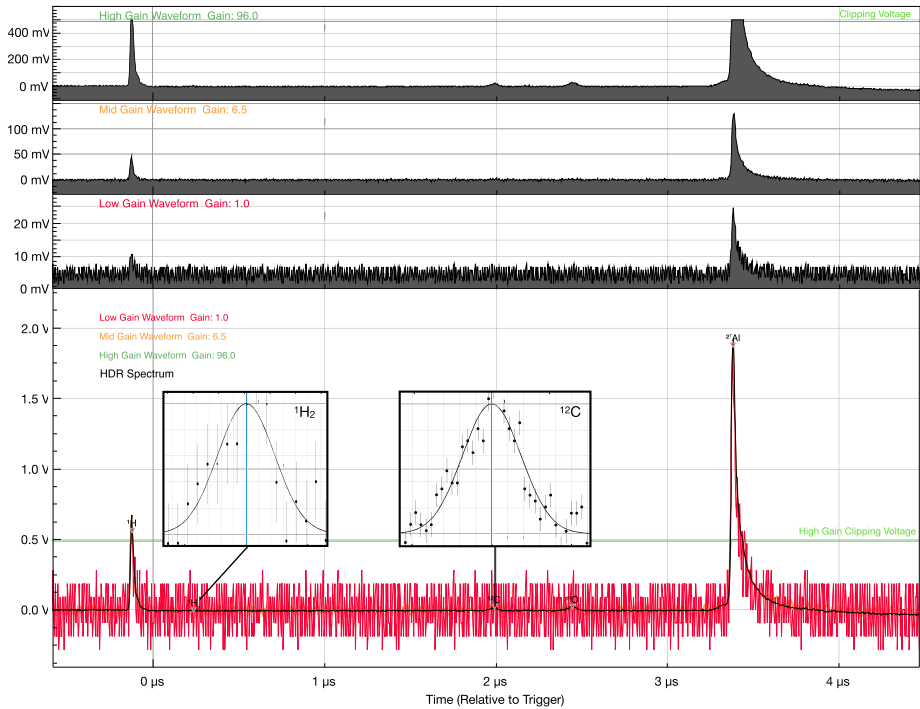 High Gain Waveform Gain: 96.0
Clipping Voltage
400 mV
200 mV
0 mV
Mid Gain Waveform Gain: 6.5
100 mV
50 mV
0 mV
Low Gain Waveform Gain: 1.0
20 mV
10 mV
0 mV
2.0 V
Low Gain Waveform Gain: 1.0
Mid Gain Waveform Gain: 6.5
High Gain Waveform Gain: 96.0
HDR Spectrum
²⁷Al
1.5 V
¹H₂
¹²C
1.0 V
¹H
0.5 V
High Gain Clipping Voltage
0.0 V
0 µs
1 µs
2 µs
3 µs
4 µs
Time (Relative to Trigger)